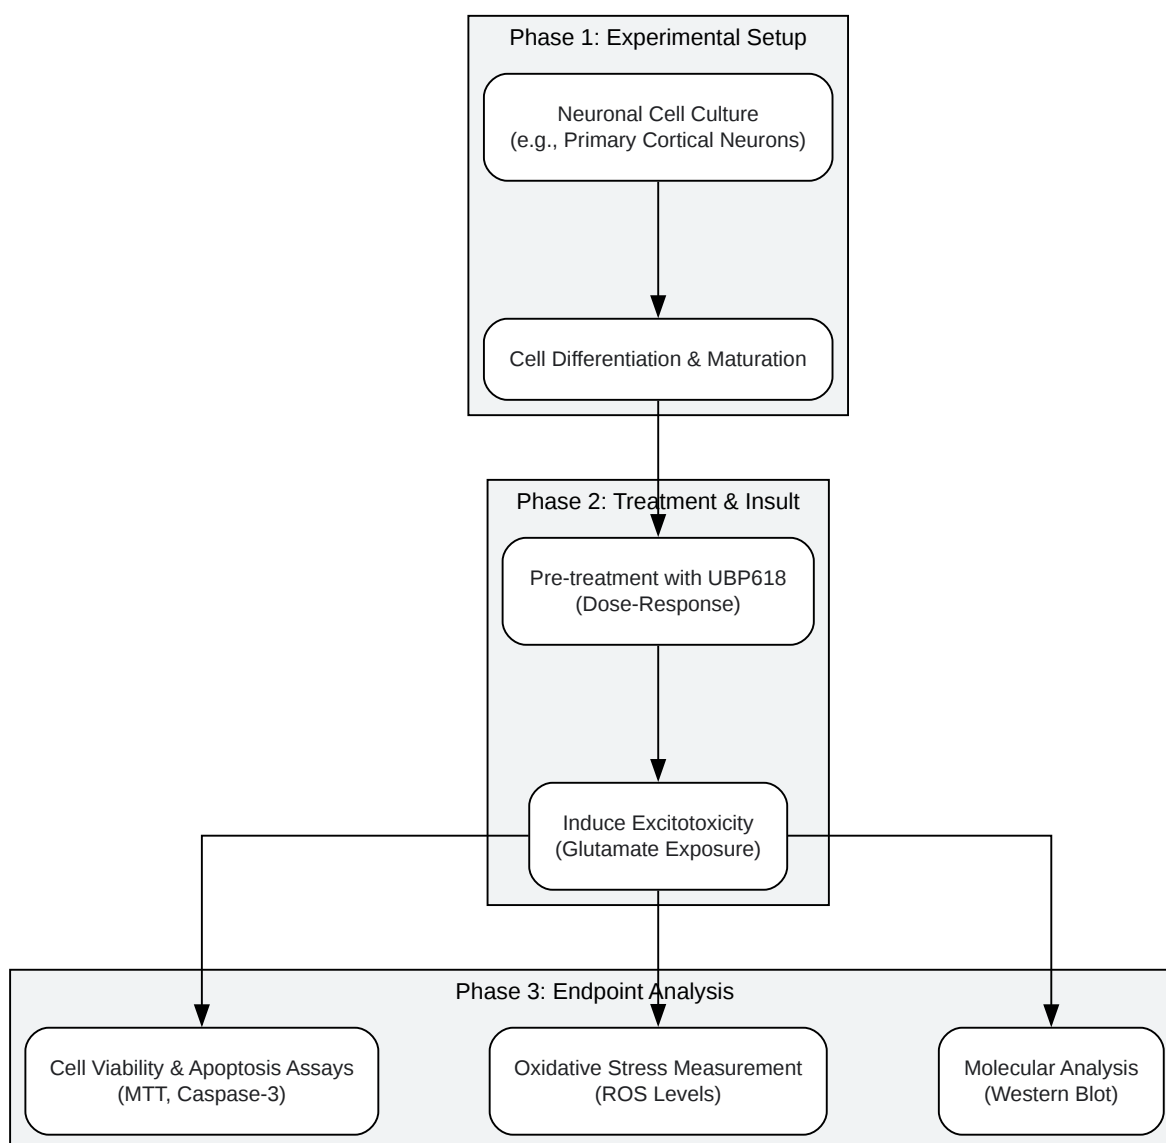 Phase 1: Experimental Setup
Neuronal Cell Culture
(e.g., Primary Cortical Neurons)
Cell Differentiation & Maturation
Phase 2: Treatment & Insult
Pre-treatment with UBP618
(Dose-Response)
Induce Excitotoxicity
(Glutamate Exposure)
Phase 3: Endpoint Analysis
Cell Viability & Apoptosis Assays
(MTT, Caspase-3)
Oxidative Stress Measurement
(ROS Levels)
Molecular Analysis
(Western Blot)